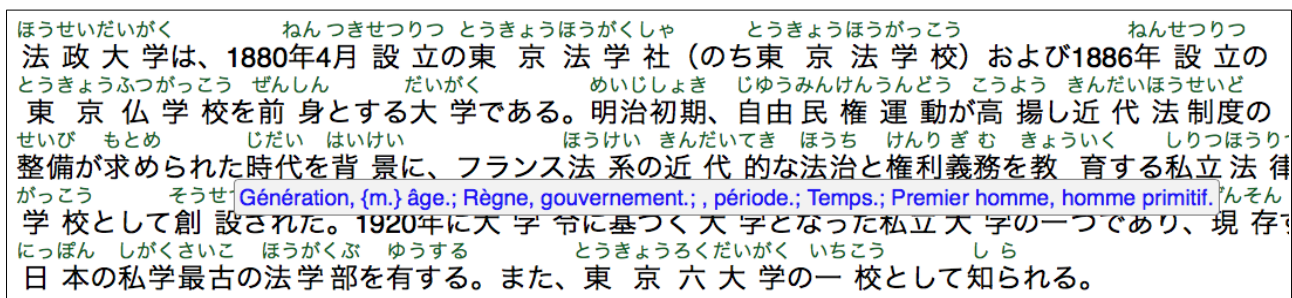 ほうせいだいがく ねん つきせつりつ とうきょうほうがくしゃ とうきょうほうがっこう ねんせつりつ
法政大学は、1880年4月設立の東京法学社（のち東京法学校）および1886年設立の
とうきょうふつがっこう ぜんしん だいがく めいじしょき じゆうみんけんうんどう こうよう きんだいほうせいど
東京仏学校を前身とする大学である。明治初期、自由民権運動が高揚し近代法制度の
せいび もとめ じだい はいけい ほうけい きんだいてき ほうち けんりぎむ きょういく しりつほうりつ
整備が求められた時代を背景に、フランス法系の近代的な法治と権利義務を教育する私立法律
がっこう そうせ
Génération, {m.} âge.; Règne, gouvernement.; , période.; Temps.; Premier homme, homme primitif.
んそん
学校として創設された。1920年に大学令に基づく大学となった私立大学の一つであり、現存す
にっぽん しがくさいこ ほうがくぶ ゆうする とうきょうろくだいがく いちこう しら
日本の私学最古の法学部を有する。また、東京六大学の一校として知られる。